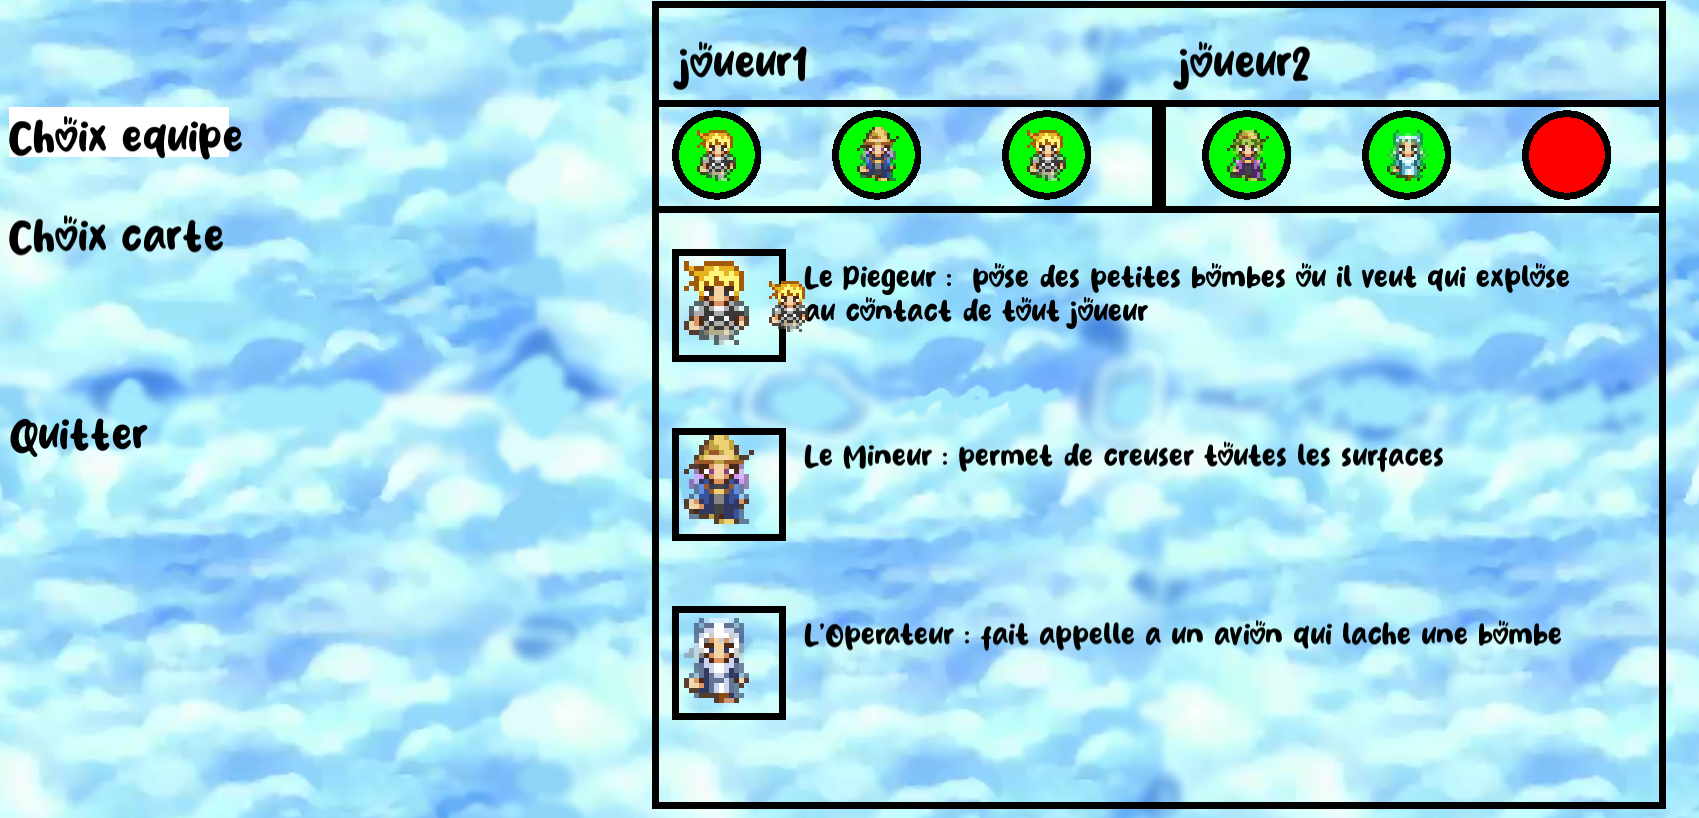 joueur1 joueur2
Choix equipe
Choix carte
Quitter
Le Piegeur : pose des petites bombes ou il veut qui explose
au contact de tout joueur
Le Mineur : permet de creuser toutes les surfaces
L'Operateur : fait appelle a un avion qui lache une bombe